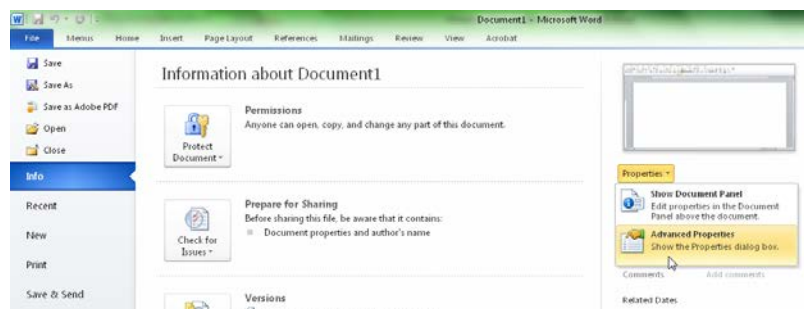 Document1 - Microsoft Word
File Menus Home Insert Page Layout References Mailings Review View Acrobat
Save
Save As
Save as Adobe PDF
Open
Close
Info
Recent
New
Print
Save & Send
Information about Document1
Protect
Document
Permissions
Anyone can open, copy, and change any part of this document.
Check for
Issues
Prepare for Sharing
Before sharing this file, be aware that it contains:
Document properties and author's name
Versions
Properties
Show Document Panel
Edit properties in the Document
Panel above the document.
Advanced Properties
Show the Properties dialog box.
Comments Add comments
Related Dates